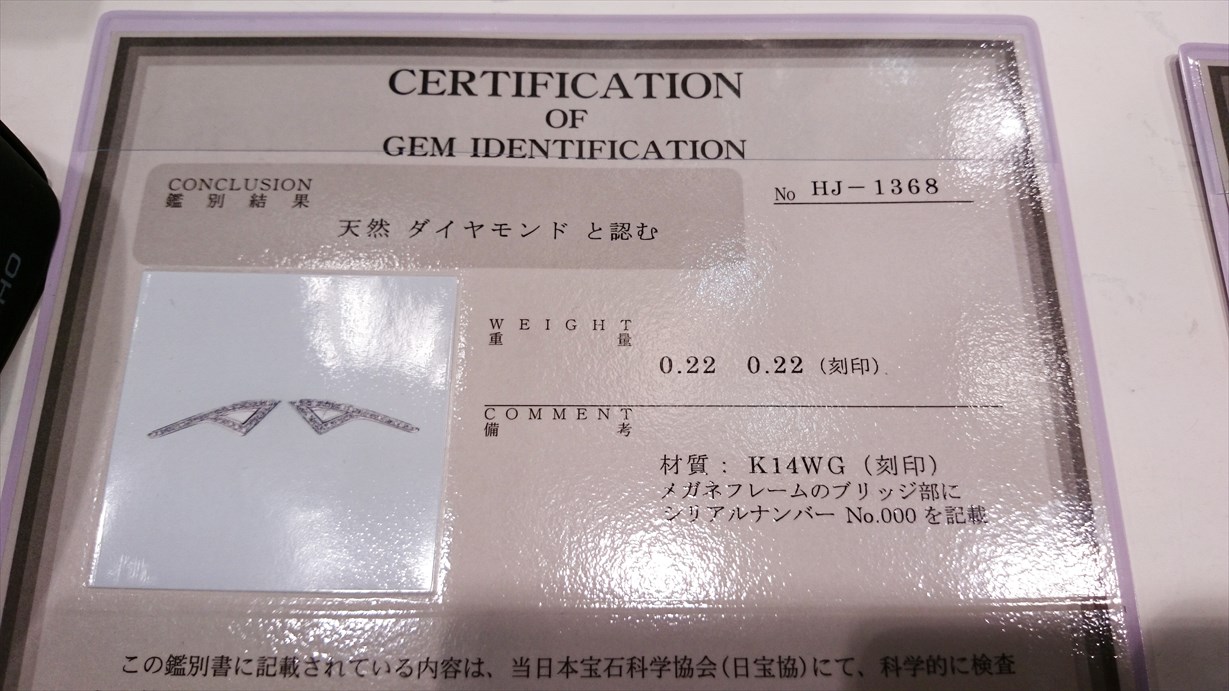 CERTIFICATION
OF
GEM IDENTIFICATION
CONCLUSION
鑑別結果
天然 ダイヤモンド と認む
No HJ-1368
WEIGHT
重量
0.22 0.22 (刻印)
COMMENT
備考
材質 : K14WG (刻印)
メガネフレームのブリッジ部に
シリアルナンバー No.000 を記載
この鑑別書に記載されている内容は、当日本宝石科学協会(日宝協)にて、科学的に検査